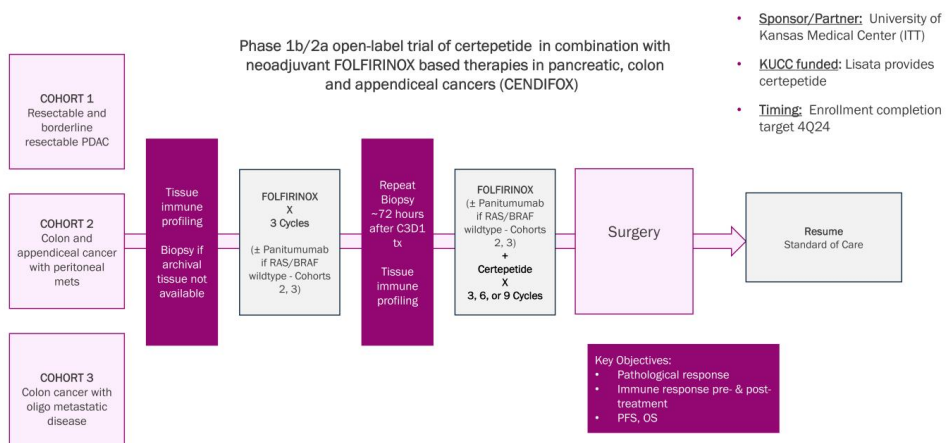 Phase 1b/2a open-label trial of certepetide in combination with
neoadjuvant FOLFIRINOX based therapies in pancreatic, colon
and appendiceal cancers (CENDIFOX)
• Sponsor/Partner: University of
Kansas Medical Center (ITT)
• KUCC funded: Lisata provides
certepetide
• Timing: Enrollment completion
target 4Q24
COHORT 1
Resectable and
borderline
resectable PDAC
COHORT 2
Colon and
appendiceal cancer
with peritoneal
mets
COHORT 3
Colon cancer with
oligo metastatic
disease
Tissue
immune
profiling
Biopsy if
archival
tissue not
available
FOLFIRINOX
X
3 Cycles
(± Panitumumab
if RAS/BRAF
wildtype - Cohorts
2, 3)
Repeat
Biopsy
~72 hours
after C3D1
tx
Tissue
immune
profiling
FOLFIRINOX
(± Panitumumab if
RAS/BRAF
wildtype - Cohorts
2, 3)
+
Certepetide
X
3, 6, or 9 Cycles
Surgery
Resume
Standard of Care
Key Objectives:
• Pathological response
• Immune response pre- & post-
treatment
• PFS, OS